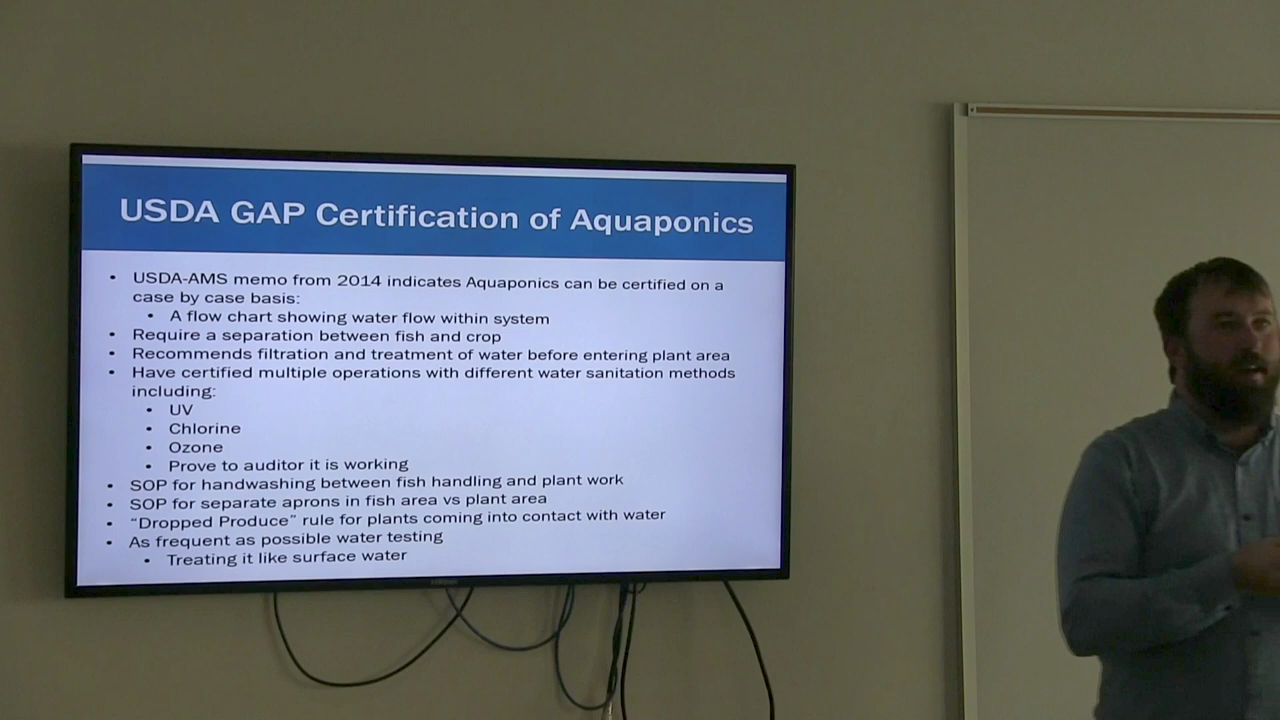 USDA GAP Certification of Aquaponics
• USDA-AMS memo from 2014 indicates Aquaponics can be certified on a
case by case basis:
• A flow chart showing water flow within system
• Require a separation between fish and crop
• Recommends filtration and treatment of water before entering plant area
• Have certified multiple operations with different water sanitation methods
including:
• UV
• Chlorine
• Ozone
• Prove to auditor it is working
• SOP for handwashing between fish handling and plant work
• SOP for separate aprons in fish area vs plant area
• “Dropped Produce” rule for plants coming into contact with water
• As frequent as possible water testing
• Treating it like surface water